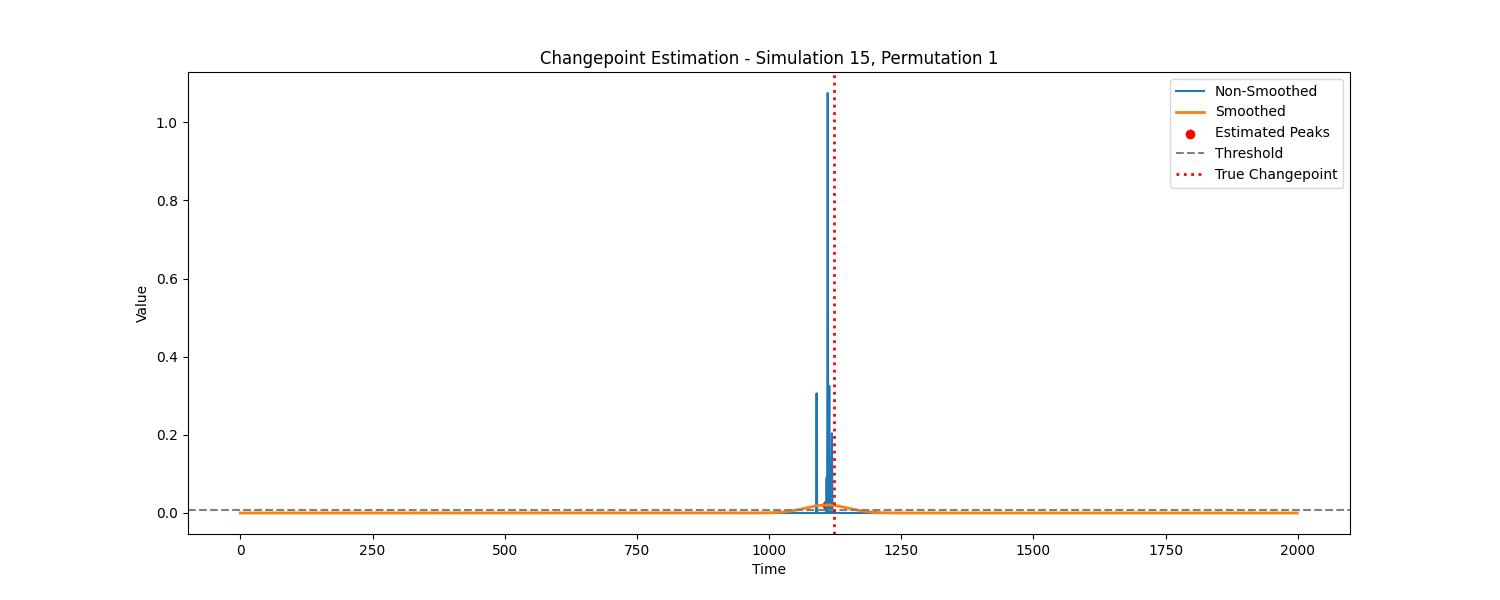 Changepoint Estimation - Simulation 15, Permutation 1
Non-Smoothed
Smoothed
Estimated Peaks
Threshold
True Changepoint
1.0
0.8
0.6
0.4
0.2
0.0
Value
0 250 500 750 1000 1250 1500 1750 2000
Time